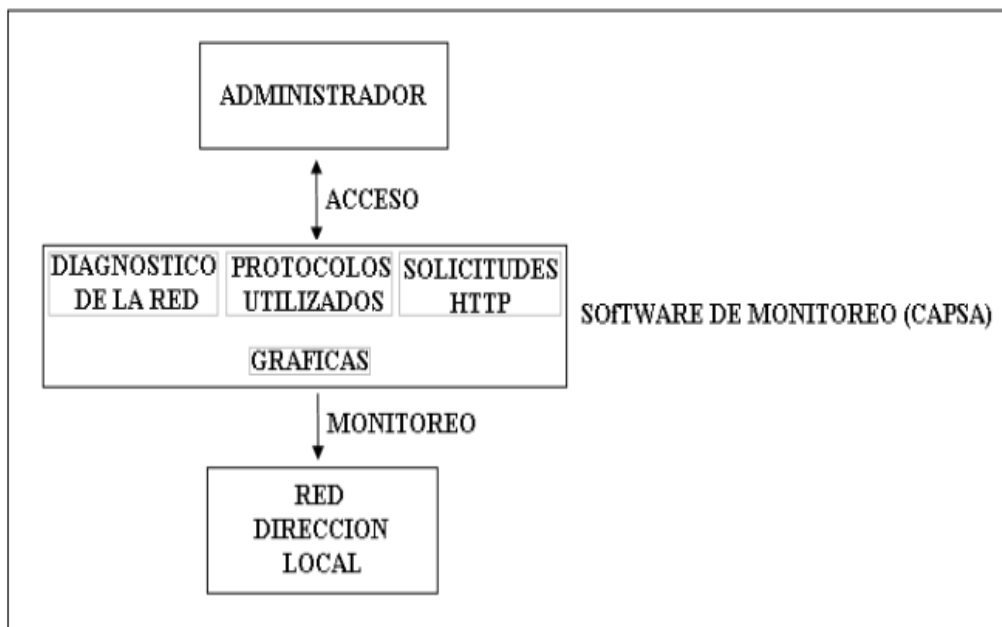 ADMINISTRADOR
ACCESO
DIAGNOSTICO
DE LA RED
PROTOCOLOS
UTILIZADOS
SOLICITUDES
HTTP
GRAFICAS
SOfTWARE DE MONITOREO (CAPSA)
MONITOREO
RED
DIRECCION
LOCAL